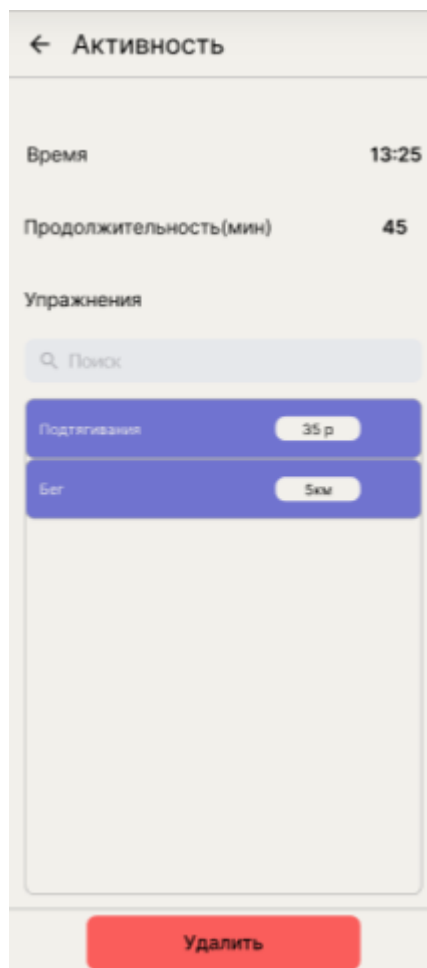 Активность
Время 13:25
Продолжительность(мин) 45
Упражнения
Поиск
Подтягивания 35 р
Бег 5км
Удалить